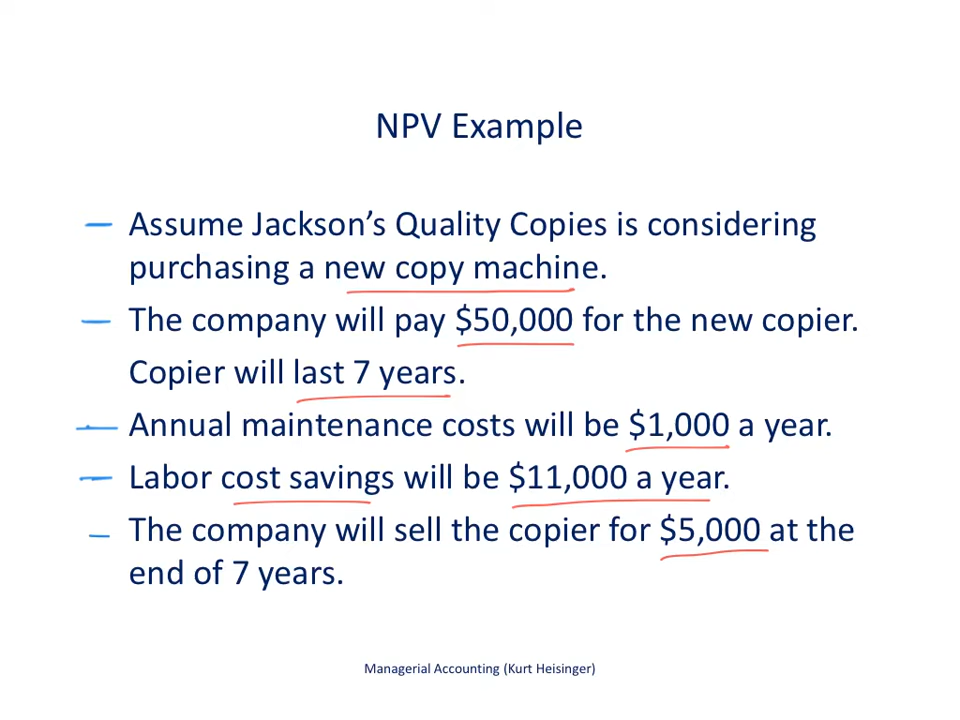 NPV Example
Assume Jackson’s Quality Copies is considering
purchasing a new copy machine.
The company will pay $50,000 for the new copier.
Copier will last 7 years.
Annual maintenance costs will be $1,000 a year.
Labor cost savings will be $11,000 a year.
The company will sell the copier for $5,000 at the
end of 7 years.
Managerial Accounting (Kurt Heisinger)